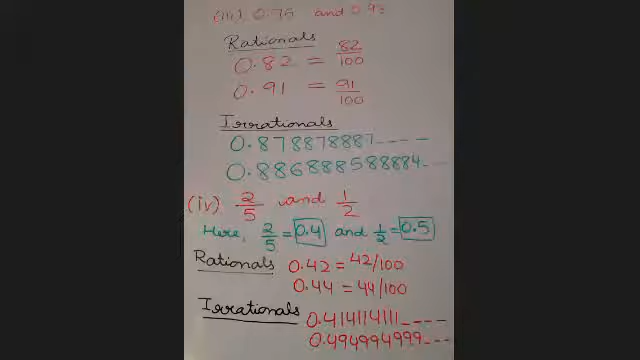 (iii) 0.75 and 0.93
Rationals
0.82 = 82/100
0.91 = 91/100
Irrationals
0.878878887----
0.886888588884---
(iv) 2/5 and 1/2
Here, 2/5 = 0.4 and 1/2 = 0.5
Rationals 0.42 = 42/100
0.44 = 44/100
Irrationals 0.414114111----
0.494994999---